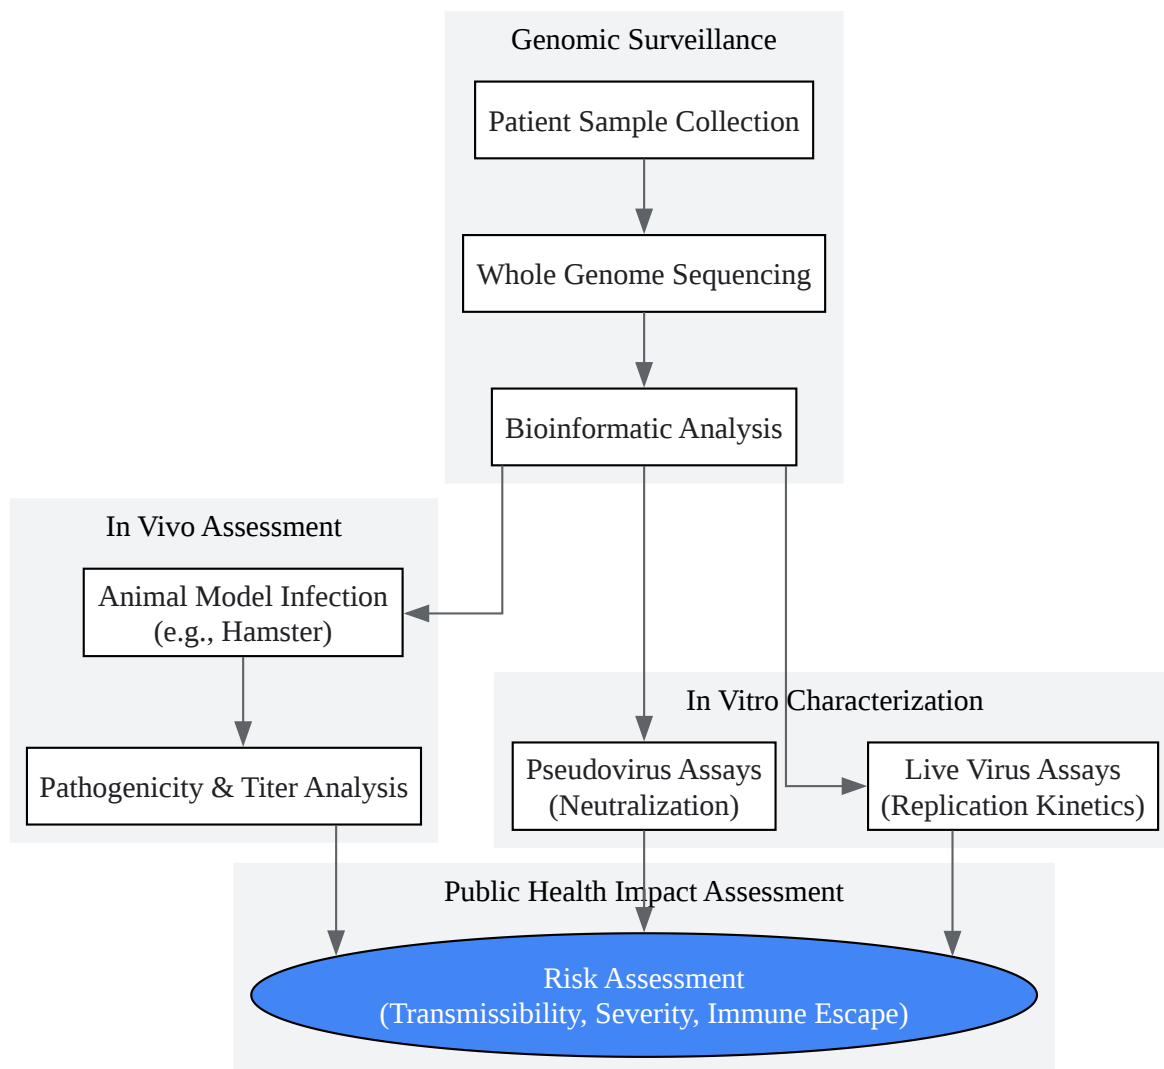 Genomic Surveillance
Patient Sample Collection
Whole Genome Sequencing
Bioinformatic Analysis
In Vivo Assessment
Animal Model Infection
(e.g., Hamster)
Pathogenicity & Titer Analysis
In Vitro Characterization
Pseudovirus Assays
(Neutralization)
Live Virus Assays
(Replication Kinetics)
Public Health Impact Assessment
Risk Assessment
(Transmissibility, Severity, Immune Escape)